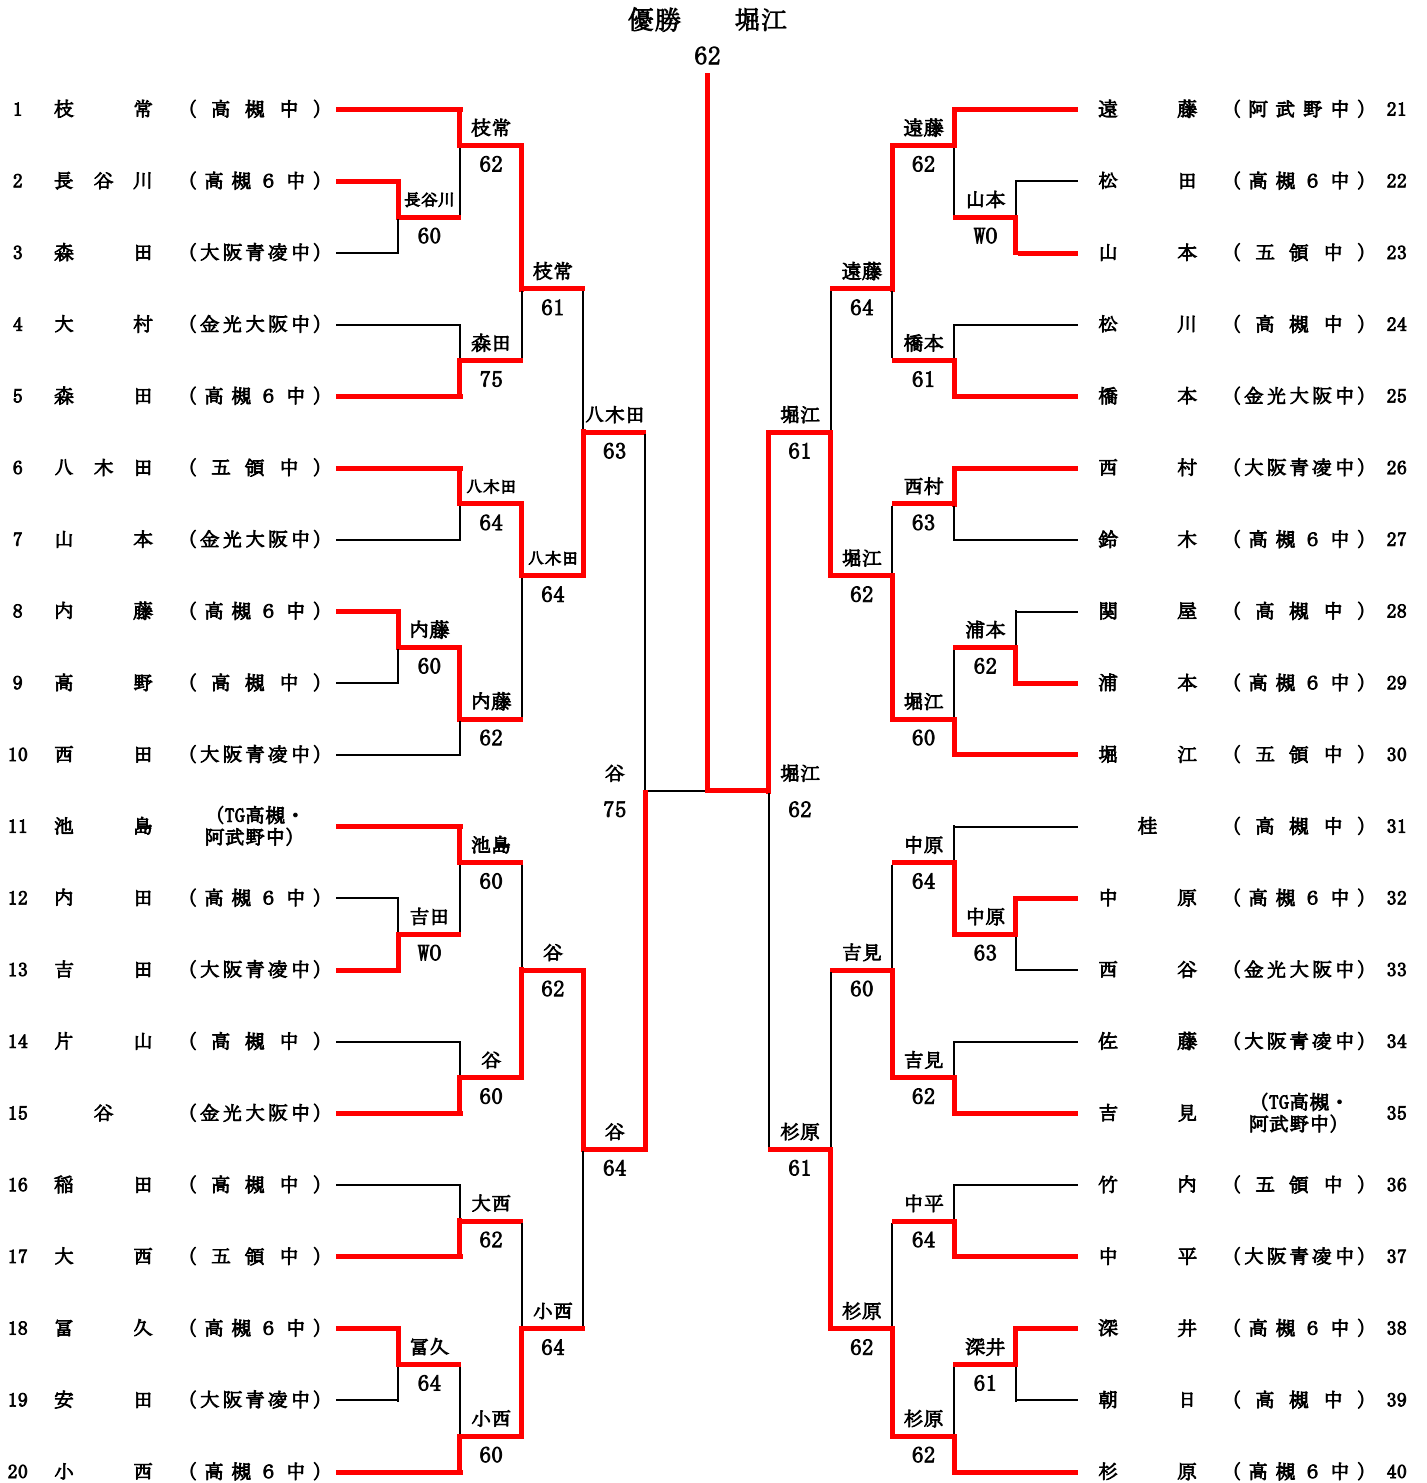 優勝 堀江
62
1 枝常 (高槻中)
2 長谷川 (高槻6中)
3 森田 (大阪青凌中)
4 大村 (金光大阪中)
5 森田 (高槻6中)
6 八木田 (五領中)
7 山本 (金光大阪中)
8 内藤 (高槻6中)
9 高野 (高槻中)
10 西田 (大阪青凌中)
11 池島 (TG高槻・
阿武野中)
12 内田 (高槻6中)
13 吉田 (大阪青凌中)
14 片山 (高槻中)
15 谷 (金光大阪中)
16 稲田 (高槻中)
17 大西 (五領中)
18 冨久 (高槻6中)
19 安田 (大阪青凌中)
20 小西 (高槻6中)
長谷川
60
内藤
60
吉田
WO
冨久
64
枝常
62
森田
75
八木田
64
内藤
62
池島
60
谷
60
大西
62
小西
60
枝常
61
八木田
64
谷
62
小西
64
八木田
63
谷
64
谷
75
堀江
62
堀江
61
杉原
61
遠藤
64
堀江
62
吉見
60
杉原
62
遠藤
62
橋本
61
西村
63
堀江
60
中原
64
吉見
62
中平
64
杉原
62
山本
WO
浦本
62
中原
63
深井
61
遠藤 (阿武野中) 21
松田 (高槻6中) 22
山本 (五領中) 23
松川 (高槻中) 24
橋本 (金光大阪中) 25
西村 (大阪青凌中) 26
鈴木 (高槻6中) 27
関屋 (高槻中) 28
浦本 (高槻6中) 29
堀江 (五領中) 30
桂 (高槻中) 31
中原 (高槻6中) 32
西谷 (金光大阪中) 33
佐藤 (大阪青凌中) 34
吉見 (TG高槻・
阿武野中) 35
竹内 (五領中) 36
中平 (大阪青凌中) 37
深井 (高槻6中) 38
朝日 (高槻中) 39
杉原 (高槻6中) 40